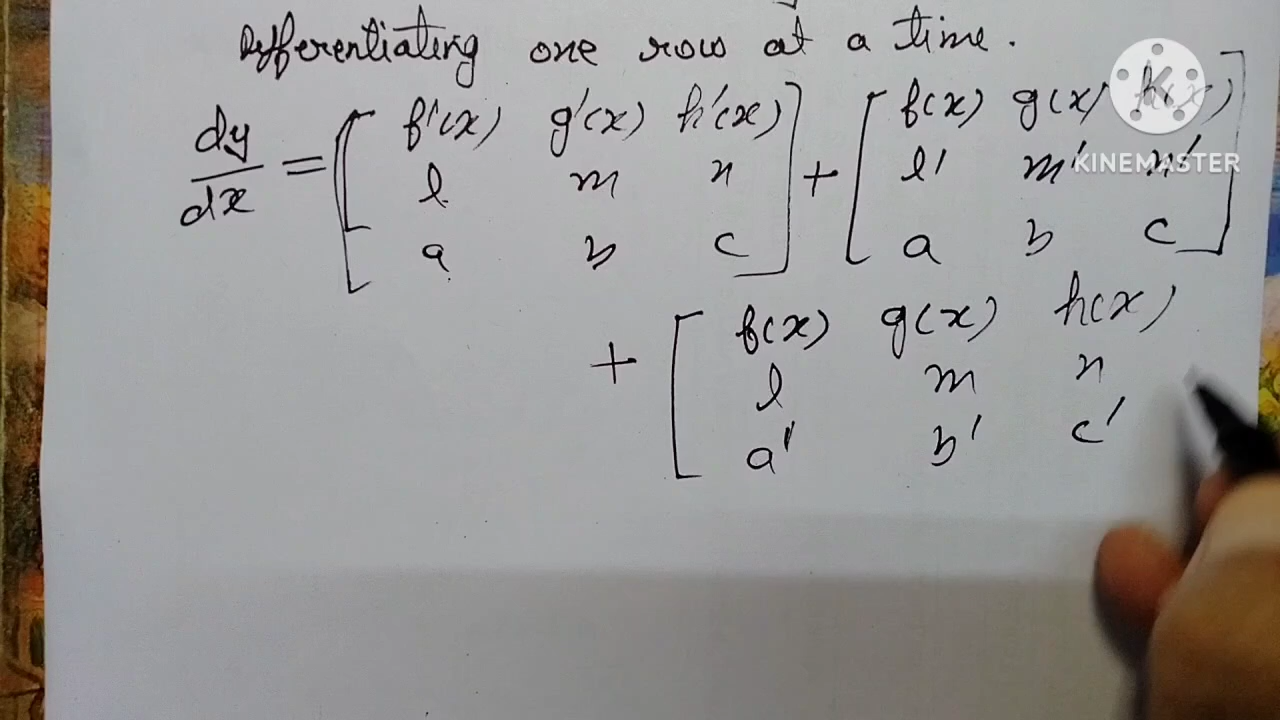 Differentiating one row at a time.
dy/dx = [ f'(x) g'(x) h'(x) ] + [ f(x) g(x) h(x) ]
l m n l' m' n'
a b c a b c
KINEMASTER
+ [ f(x) g(x) h(x)
l m n
a' b' c'